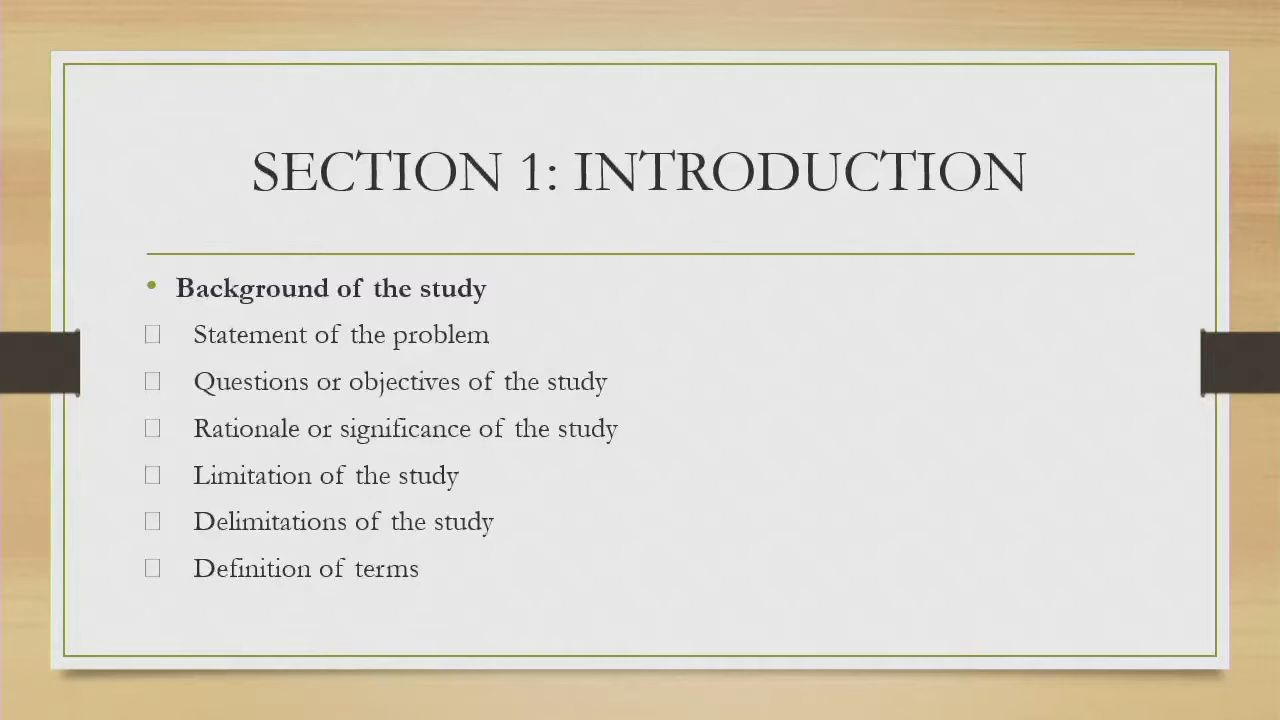 SECTION 1: INTRODUCTION
• Background of the study
□ Statement of the problem
□ Questions or objectives of the study
□ Rationale or significance of the study
□ Limitation of the study
□ Delimitations of the study
□ Definition of terms